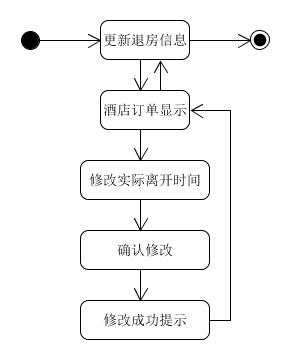 更新退房信息
酒店订单显示
修改实际离开时间
确认修改
修改成功提示